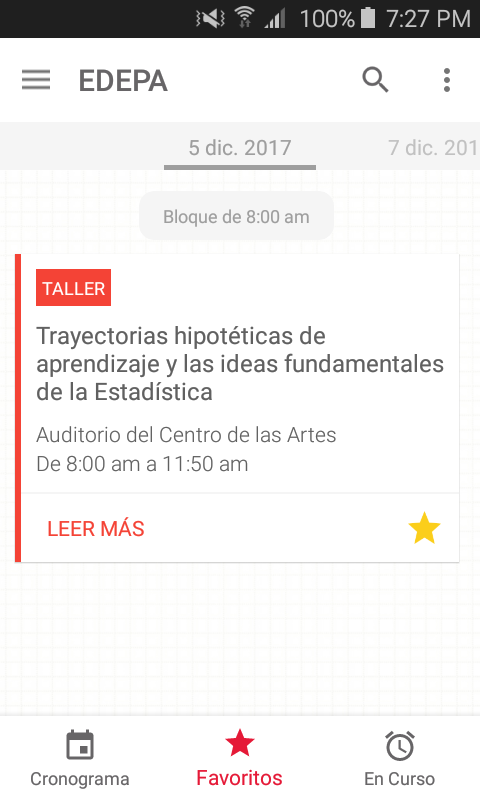 100% 7:27 PM
EDEPA
5 dic. 2017 7 dic. 201
Bloque de 8:00 am
TALLER
Trayectorias hipotéticas de
aprendizaje y las ideas fundamentales
de la Estadística
Auditorio del Centro de las Artes
De 8:00 am a 11:50 am
LEER MÁS
Cronograma Favoritos En Curso